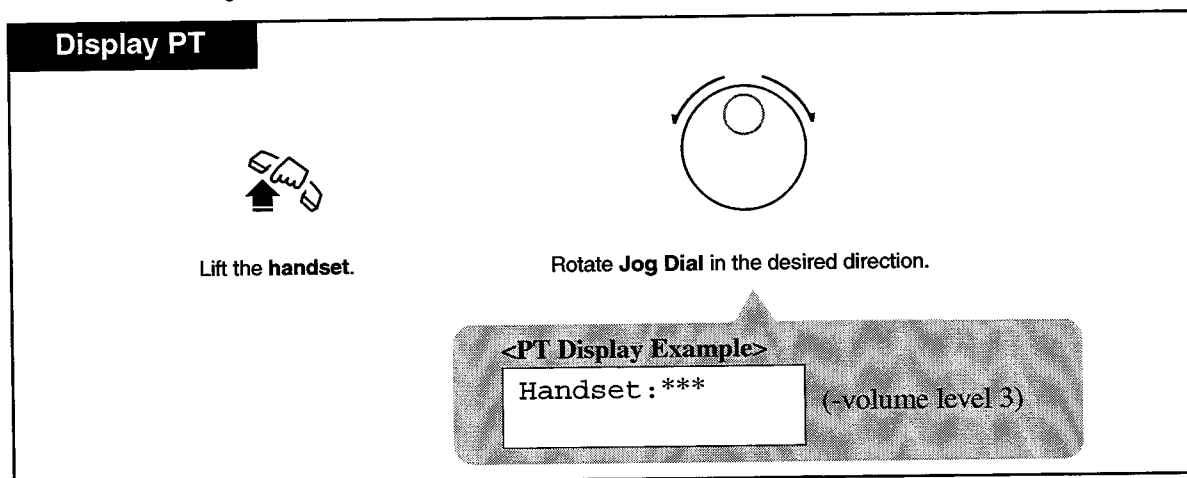 Display PT
Lift the handset.
Rotate Jog Dial in the desired direction.
<PT Display Example>
Handset:***
(-volume level 3)